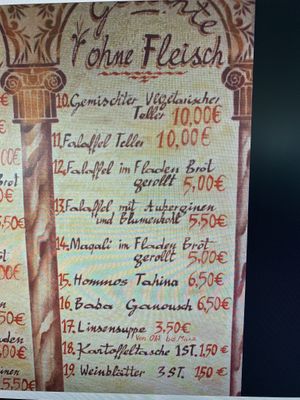 ohne Fleisch
10. Gemischter Vegetarischer
Teller 10,00€
11. Falaffel Teller 10,00€
12. Falaffel im Fladen Brot
gerollt 5,00€
13. Falaffel mit Auberginen
und Blumenkohl 5,50€
14. Magali im Fladen Brot
gerollt 5,00€
15. Hommos Tahina 6,50€
16. Baba Ganousch 6,50€
17. Linsensuppe 3,50€
18. Kartoffeltasche 1ST. 1,50€
19. Weinblätter 3 ST. 1,50€